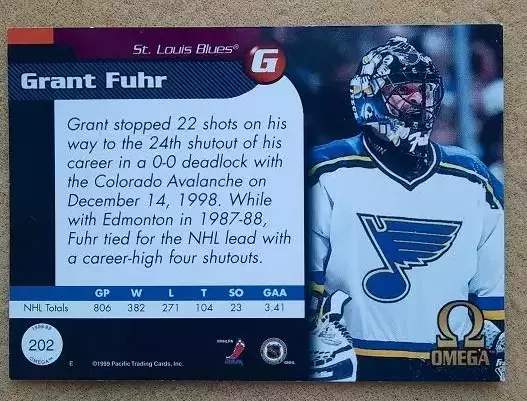 St. Louis Blues®
Grant Fuhr
G
Grant stopped 22 shots on his
way to the 24th shutout of his
career in a 0-0 deadlock with
the Colorado Avalanche on
December 14, 1998. While
with Edmonton in 1987-88,
Fuhr tied for the NHL lead with
a career-high four shutouts.
GP W L T SO GAA
NHL Totals 806 382 271 104 23 3.41
202
OMEGA
E
©1999 Pacific Trading Cards, Inc.
©NHLPA
©NHL
OMEGA